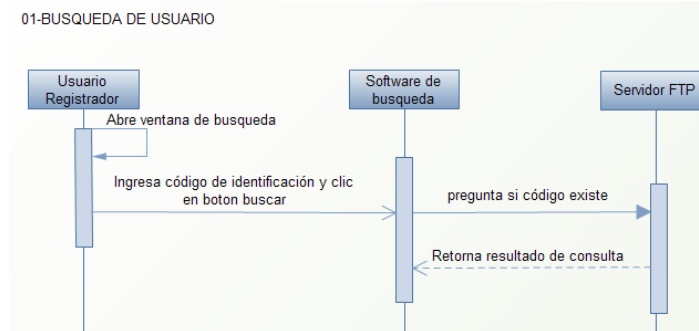 01-BUSQUEDA DE USUARIO
Usuario
Registrador
Software de
busqueda
Servidor FTP
Abre ventana de busqueda
Ingresa código de identificación y clic
en boton buscar
pregunta si código existe
Retorna resultado de consulta